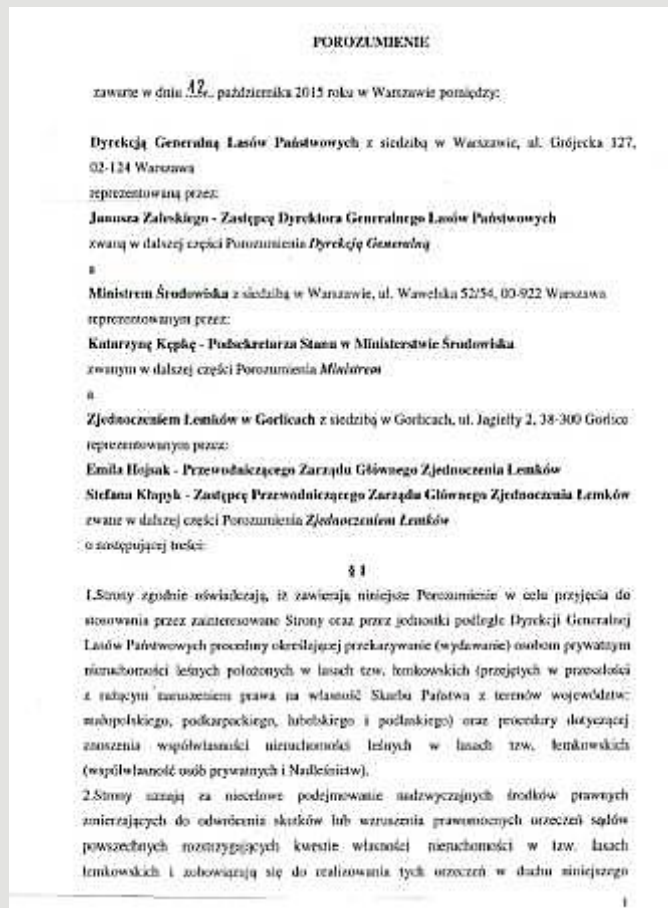 POROZUMIENIE
zawarte w dniu .12.. października 2015 roku w Warszawie pomiędzy:
Dyrekcją Generalną Lasów Państwowych z siedzibą w Warszawie, ul. Grójecka 127,
02-124 Warszawa
reprezentowaną przez:
Janusza Zaleskiego - Zastępcę Dyrektora Generalnego Lasów Państwowych
zwaną w dalszej części Porozumienia Dyrekcją Generalną
a
Ministrem Środowiska z siedzibą w Warszawie, ul. Wawelska 52/54, 00-922 Warszawa
reprezentowanym przez:
Katarzynę Kępkę - Podsekretarza Stanu w Ministerstwie Środowiska
zwanym w dalszej części Porozumienia Ministrem
a
Zjednoczeniem Łemków w Gorlicach z siedzibą w Gorlicach, ul. Jagiełły 2, 38-300 Gorlice
reprezentowanym przez:
Emila Hojsak - Przewodniczącego Zarządu Głównego Zjednoczenia Łemków
Stefana Kłapyk - Zastępcę Przewodniczącego Zarządu Głównego Zjednoczenia Łemków
zwane w dalszej części Porozumienia Zjednoczeniem Łemków
o następującej treści:
§ 1
1.Strony zgodnie oświadczają, iż zawierają niniejsze Porozumienie w celu przyjęcia do
stosowania przez zainteresowane Strony oraz przez jednostki podległe Dyrekcji Generalnej
Lasów Państwowych procedury określającej przekazywanie (wydawanie) osobom prywatnym
nieruchomości leśnych położonych w lasach tzw. łemkowskich (przejętych w przeszłości
z rażącym naruszeniem prawa na własność Skarbu Państwa z terenów województw:
małopolskiego, podkarpackiego, lubelskiego i podlaskiego) oraz procedury dotyczącej
znoszenia współwłasności nieruchomości leśnych w lasach tzw. łemkowskich
(współwłasność osób prywatnych i Nadleśnictw).
2.Strony uznają za niecelowe podejmowanie nadzwyczajnych środków prawnych
zmierzających do odwrócenia skutków lub wzruszenia prawomocnych orzeczeń sądów
powszechnych rozstrzygających kwestie własności nieruchomości w tzw. lasach
łemkowskich i zobowiązują się do realizowania tych orzeczeń w duchu niniejszego
1